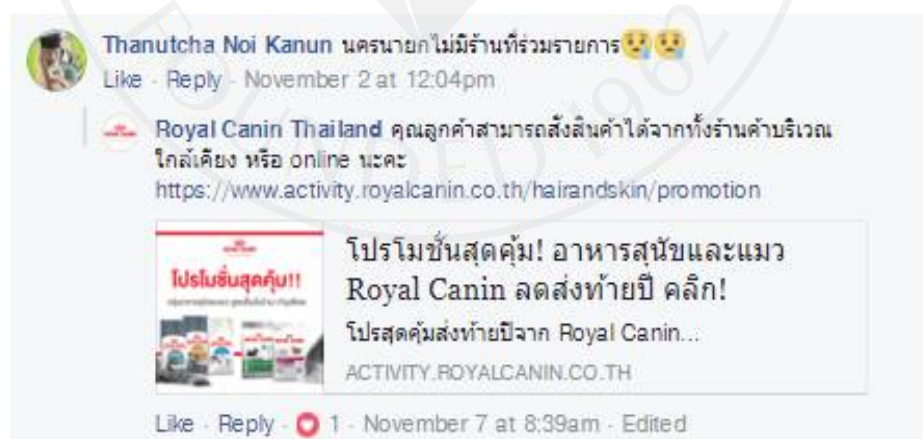 Thanutcha Noi Kanun นครนายกไม่มีร้านที่ร่วมรายการ😢😢
Like · Reply · November 2 at 12:04pm
Royal Canin Thailand คุณลูกค้าสามารถสั่งสินค้าได้จากทั้งร้านค้าบริเวณ
ใกล้เคียง หรือ online นะคะ
https://www.activity.royalcanin.co.th/hairandskin/promotion
โปรโมชั่นสุดคุ้ม!!
โปรโมชั่นสุดคุ้ม! อาหารสุนัขและแมว
Royal Canin ลดส่งท้ายปี คลิก!
โปรสุดคุ้มส่งท้ายปีจาก Royal Canin...
ACTIVITY.ROYALCANIN.CO.TH
Like · Reply · 1 · November 7 at 8:39am · Edited